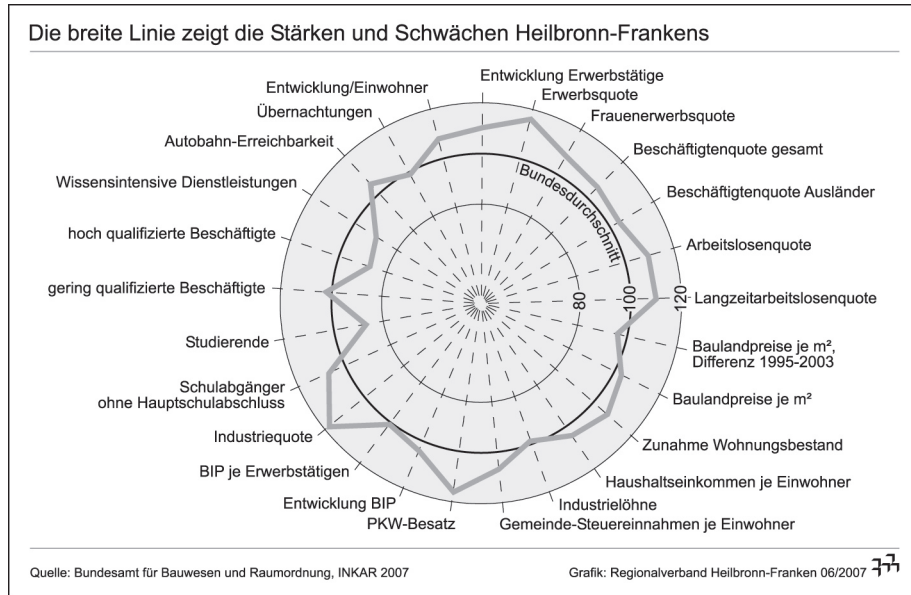 Die breite Linie zeigt die Stärken und Schwächen Heilbronn-Frankens
Entwicklung Erwerbstätige
Erwerbsquote
Frauenerwerbsquote
Beschäftigtenquote gesamt
Beschäftigtenquote Ausländer
Arbeitslosenquote
Langzeitarbeitslosenquote
Baulandpreise je m²,
Differenz 1995-2003
Baulandpreise je m²
Zunahme Wohnungsbestand
Haushaltseinkommen je Einwohner
Industrielöhne
Gemeinde-Steuereinnahmen je Einwohner
PKW-Besatz
Entwicklung BIP
BIP je Erwerbstätigen
Industriequote
Schulabgänger
ohne Hauptschulabschluss
Studierende
gering qualifizierte Beschäftigte
hoch qualifizierte Beschäftigte
Wissensintensive Dienstleistungen
Autobahn-Erreichbarkeit
Übernachtungen
Entwicklung/Einwohner
Bundesdurchschnitt
80
100
120
Quelle: Bundesamt für Bauwesen und Raumordnung, INKAR 2007
Grafik: Regionalverband Heilbronn-Franken 06/2007